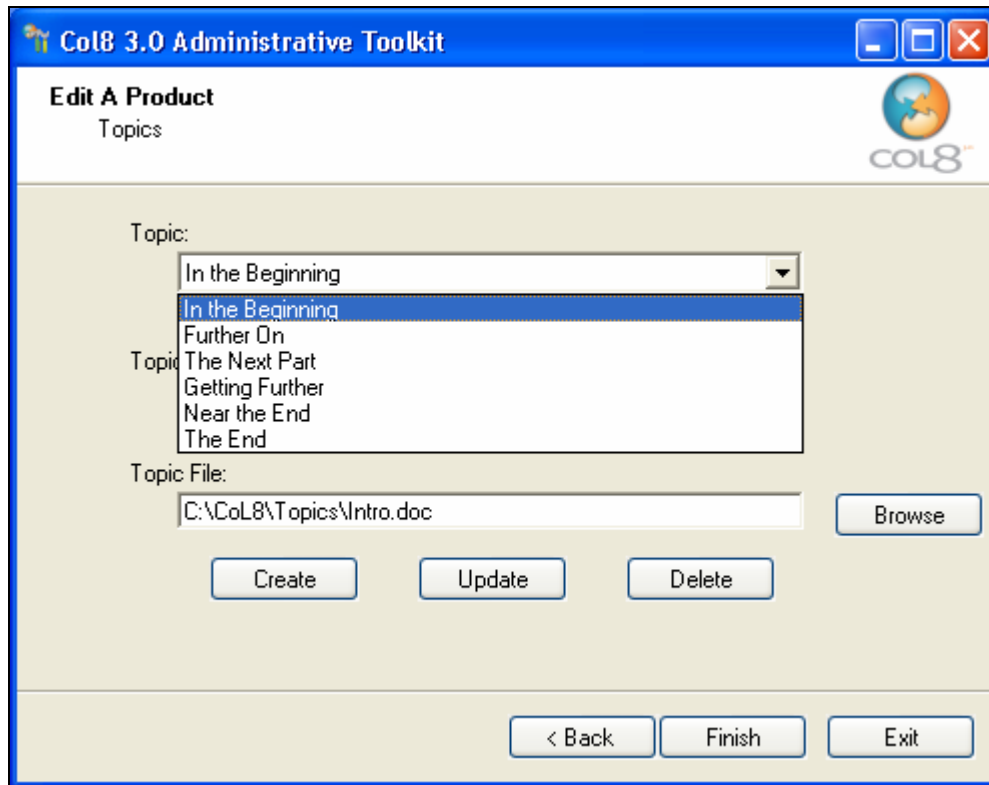 Col8 3.0 Administrative Toolkit
Edit A Product
Topics
COL8
Topic:
In the Beginning
In the Beginning
Further On
Topic
The Next Part
Getting Further
Near the End
The End
Topic File:
C:\CoL8\Topics\Intro.doc
Browse
Create Update Delete
< Back Finish Exit